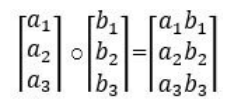 [a₁] ∘ [b₁] = [a₁b₁]
[a₂] ∘ [b₂] = [a₂b₂]
[a₃] ∘ [b₃] = [a₃b₃]